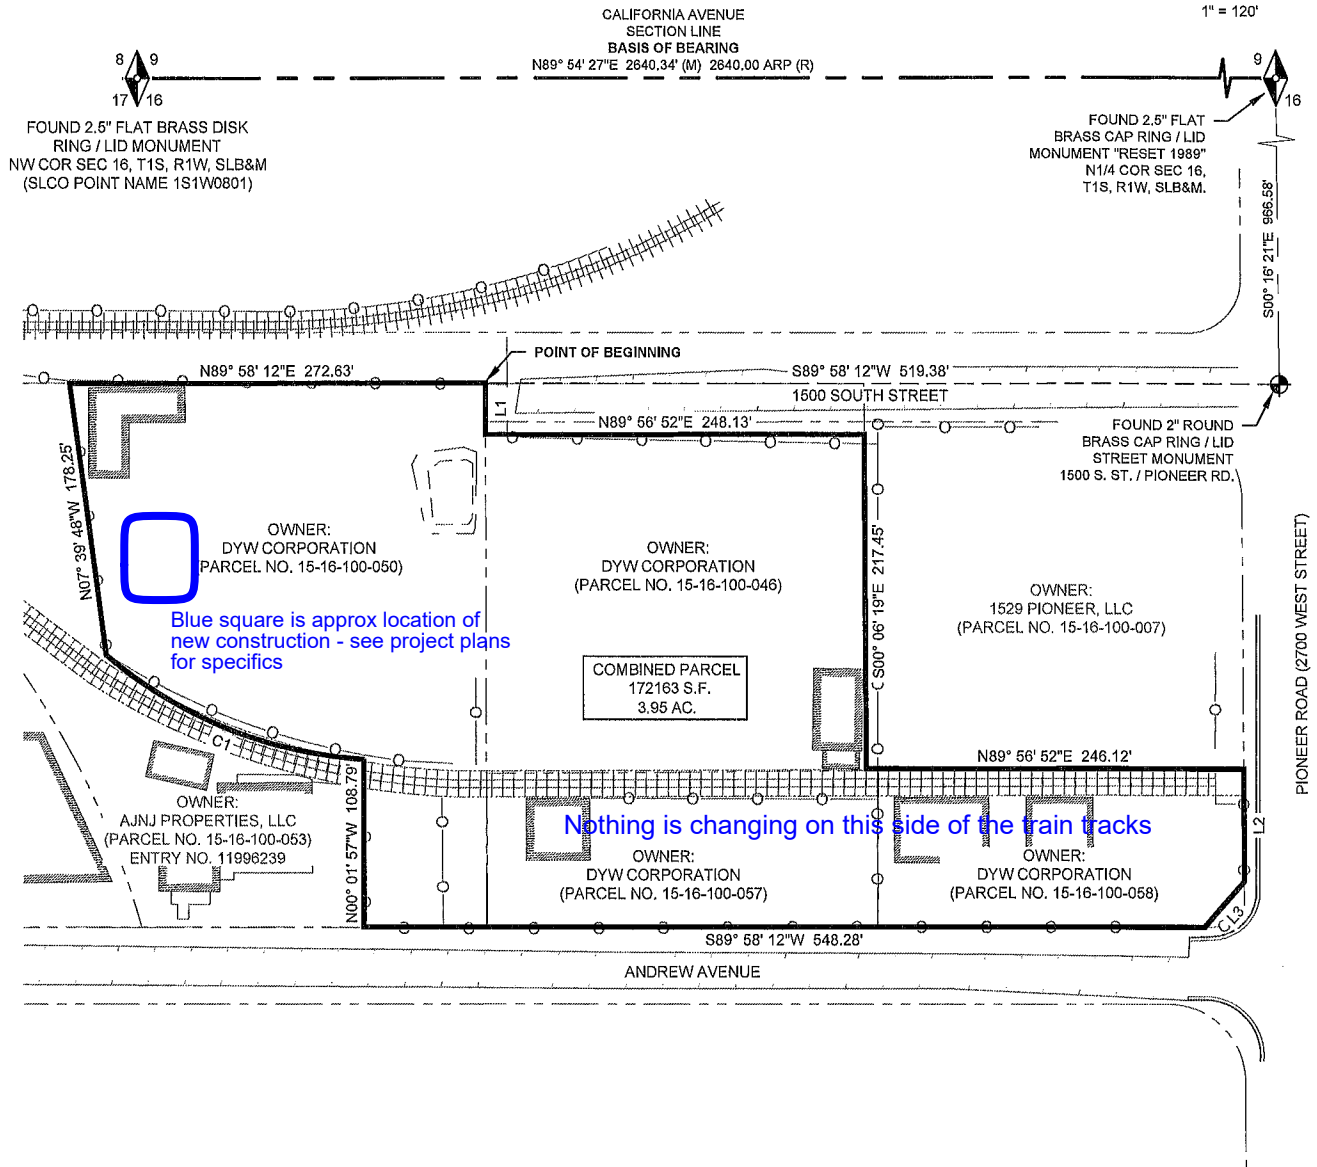 CALIFORNIA AVENUE
SECTION LINE
BASIS OF BEARING
N89° 54' 27"E 2640.34' (M) 2640.00 ARP (R)
1" = 120'
8 9
17 16
9
16
FOUND 2.5" FLAT BRASS DISK
RING / LID MONUMENT
NW COR SEC 16, T1S, R1W, SLB&M
(SLCO POINT NAME 1S1W0801)
FOUND 2.5" FLAT
BRASS CAP RING / LID
MONUMENT "RESET 1989"
N1/4 COR SEC 16,
T1S, R1W, SLB&M.
S00° 16' 21"E 966.58'
POINT OF BEGINNING
N89° 58' 12"E 272.63'
S89° 58' 12"W 519.38'
1500 SOUTH STREET
L1
N89° 56' 52"E 248.13'
FOUND 2" ROUND
BRASS CAP RING / LID
STREET MONUMENT
1500 S. ST. / PIONEER RD.
N07° 39' 48"W 178.25'
OWNER:
DYW CORPORATION
(PARCEL NO. 15-16-100-050)
OWNER:
DYW CORPORATION
(PARCEL NO. 15-16-100-046)
S00° 06' 19"E 217.45'
OWNER:
1529 PIONEER, LLC
(PARCEL NO. 15-16-100-007)
PIONEER ROAD (2700 WEST STREET)
Blue square is approx location of
new construction - see project plans
for specifics
COMBINED PARCEL
172163 S.F.
3.95 AC.
C1
N89° 56' 52"E 246.12'
OWNER:
AJNJ PROPERTIES, LLC
(PARCEL NO. 15-16-100-053)
ENTRY NO. 11996239
N00° 01' 57"W 108.79'
Nothing is changing on this side of the train tracks
OWNER:
DYW CORPORATION
(PARCEL NO. 15-16-100-057)
OWNER:
DYW CORPORATION
(PARCEL NO. 15-16-100-058)
L2
L3
S89° 58' 12"W 548.28'
ANDREW AVENUE